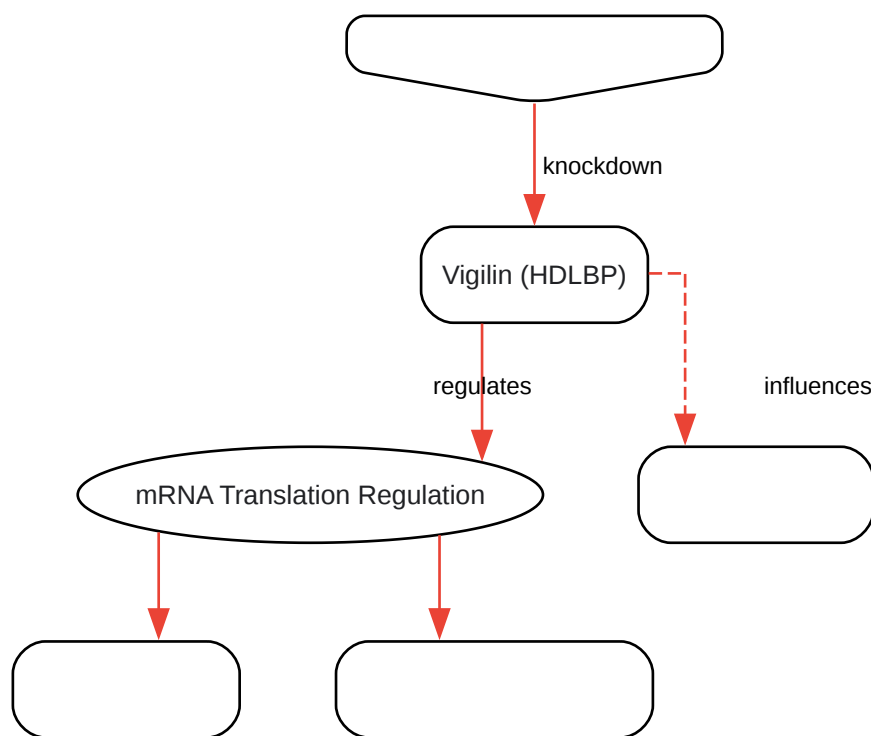 knockdown
Vigilin (HDLBP)
regulates
influences
mRNA Translation Regulation